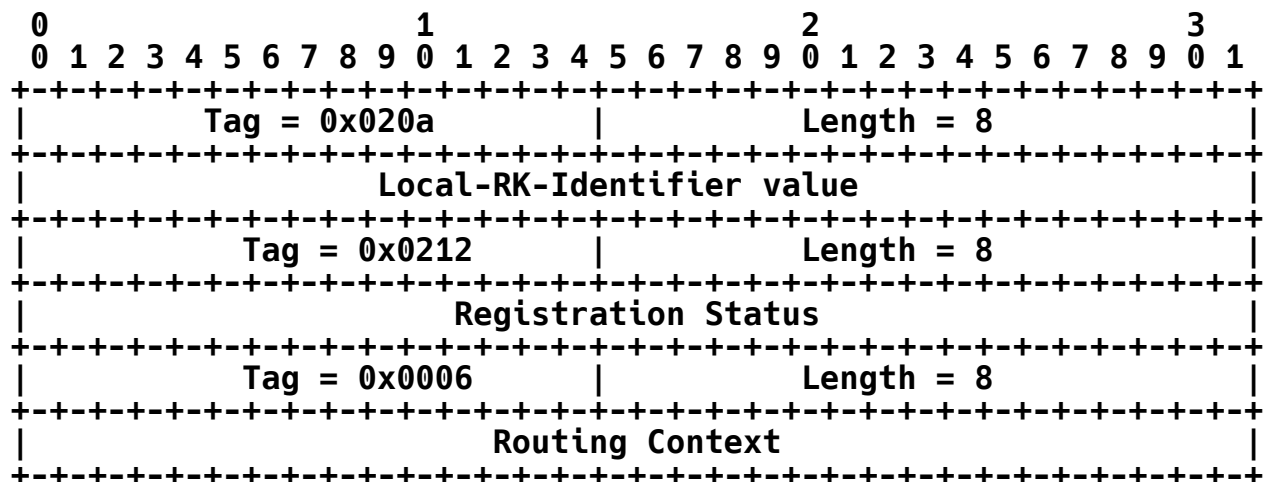 0                   1                   2                   3
 0 1 2 3 4 5 6 7 8 9 0 1 2 3 4 5 6 7 8 9 0 1 2 3 4 5 6 7 8 9 0 1
+-+-+-+-+-+-+-+-+-+-+-+-+-+-+-+-+-+-+-+-+-+-+-+-+-+-+-+-+-+-+-+-+
|         Tag = 0x020a        |          Length = 8             |
+-+-+-+-+-+-+-+-+-+-+-+-+-+-+-+-+-+-+-+-+-+-+-+-+-+-+-+-+-+-+-+-+
|                  Local-RK-Identifier value                    |
+-+-+-+-+-+-+-+-+-+-+-+-+-+-+-+-+-+-+-+-+-+-+-+-+-+-+-+-+-+-+-+-+
|           Tag = 0x0212      |          Length = 8             |
+-+-+-+-+-+-+-+-+-+-+-+-+-+-+-+-+-+-+-+-+-+-+-+-+-+-+-+-+-+-+-+-+
|                      Registration Status                      |
+-+-+-+-+-+-+-+-+-+-+-+-+-+-+-+-+-+-+-+-+-+-+-+-+-+-+-+-+-+-+-+-+
|           Tag = 0x0006      |          Length = 8             |
+-+-+-+-+-+-+-+-+-+-+-+-+-+-+-+-+-+-+-+-+-+-+-+-+-+-+-+-+-+-+-+-+
|                        Routing Context                        |
+-+-+-+-+-+-+-+-+-+-+-+-+-+-+-+-+-+-+-+-+-+-+-+-+-+-+-+-+-+-+-+-+